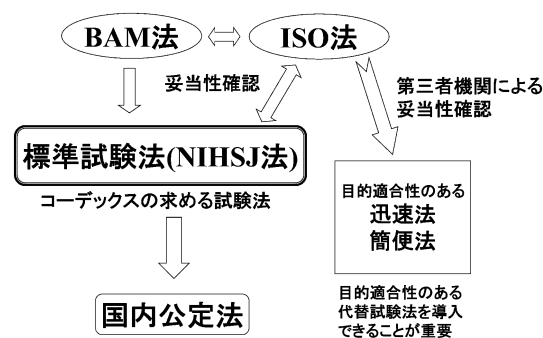 BAM法
ISO法
妥当性確認
第三者機関による
妥当性確認
標準試験法(NIHSJ法)
コーデックスの求める試験法
目的適合性のある
迅速法
簡便法
国内公定法
目的適合性のある
代替試験法を導入
できることが重要